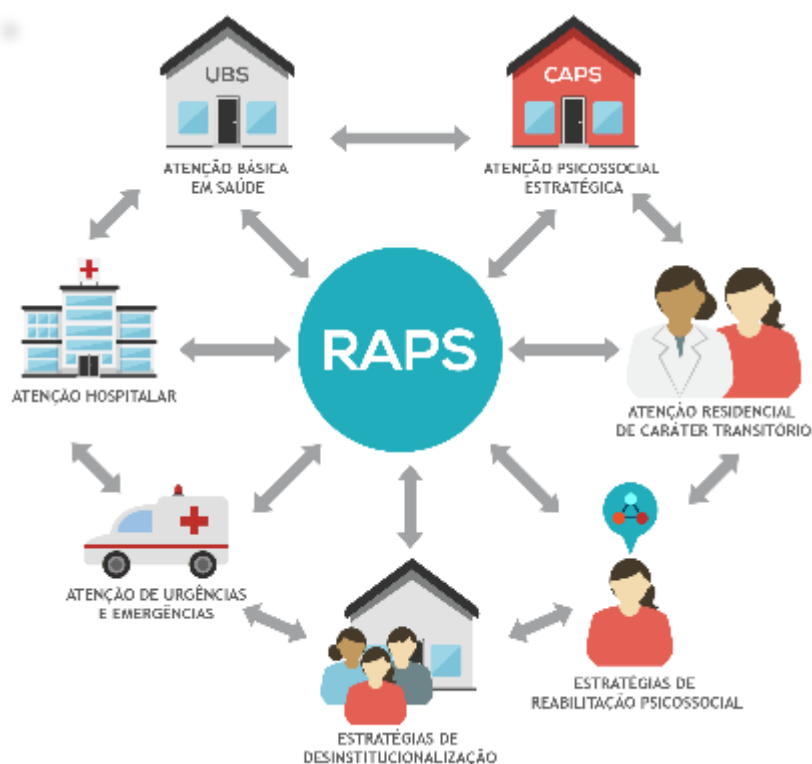 UBS
ATENÇÃO BÁSICA
EM SAÚDE
CAPS
ATENÇÃO PSICOSSOCIAL
ESTRATÉGICA
ATENÇÃO HOSPITALAR
RAPS
ATENÇÃO RESIDENCIAL
DE CARÁTER TRANSITÓRIO
ATENÇÃO DE URGÊNCIAS
E EMERGÊNCIAS
ESTRATÉGIAS DE
REABILITAÇÃO PSICOSSOCIAL
ESTRATÉGIAS DE
DESINSTITUCIONALIZAÇÃO